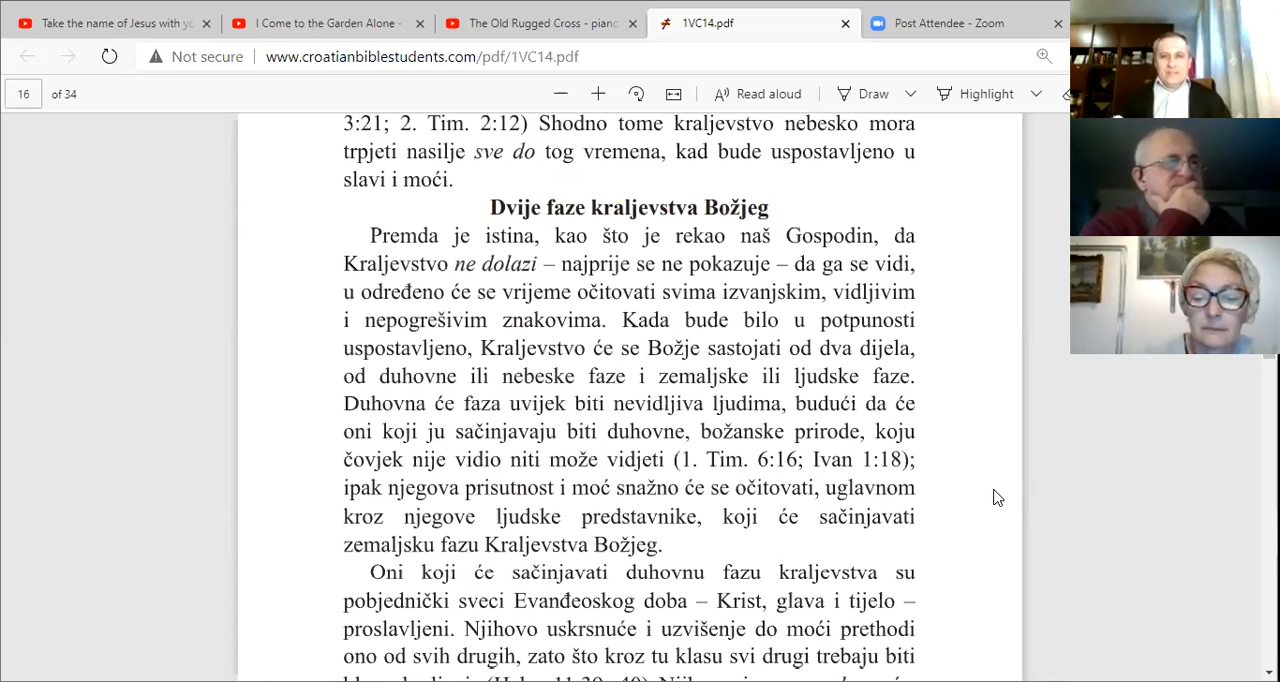 Take the name of Jesus with yo
I Come to the Garden Alone -
The Old Rugged Cross - piano
1VC14.pdf
Post Attendee - Zoom
Not secure
www.croatianbiblestudents.com/pdf/1VC14.pdf
16 of 34
Read aloud
Draw
Highlight
3:21; 2. Tim. 2:12) Shodno tome kraljevstvo nebesko mora
trpjeti nasilje sve do tog vremena, kad bude uspostavljeno u
slavi i moći.
Dvije faze kraljevstva Božjeg
Premda je istina, kao što je rekao naš Gospodin, da
Kraljevstvo ne dolazi – najprije se ne pokazuje – da ga se vidi,
u određeno će se vrijeme očitovati svima izvanjskim, vidljivim
i nepogrešivim znakovima. Kada bude bilo u potpunosti
uspostavljeno, Kraljevstvo će se Božje sastojati od dva dijela,
od duhovne ili nebeske faze i zemaljske ili ljudske faze.
Duhovna će faza uvijek biti nevidljiva ljudima, budući da će
oni koji ju sačinjavaju biti duhovne, božanske prirode, koju
čovjek nije vidio niti može vidjeti (1. Tim. 6:16; Ivan 1:18);
ipak njegova prisutnost i moć snažno će se očitovati, uglavnom
kroz njegove ljudske predstavnike, koji će sačinjavati
zemaljsku fazu Kraljevstva Božjeg.
Oni koji će sačinjavati duhovnu fazu kraljevstva su
pobjednički sveci Evanđeoskog doba – Krist, glava i tijelo –
proslavljeni. Njihovo uskrsnuće i uzvišenje do moći prethodi
ono od svih drugih, zato što kroz tu klasu svi drugi trebaju biti